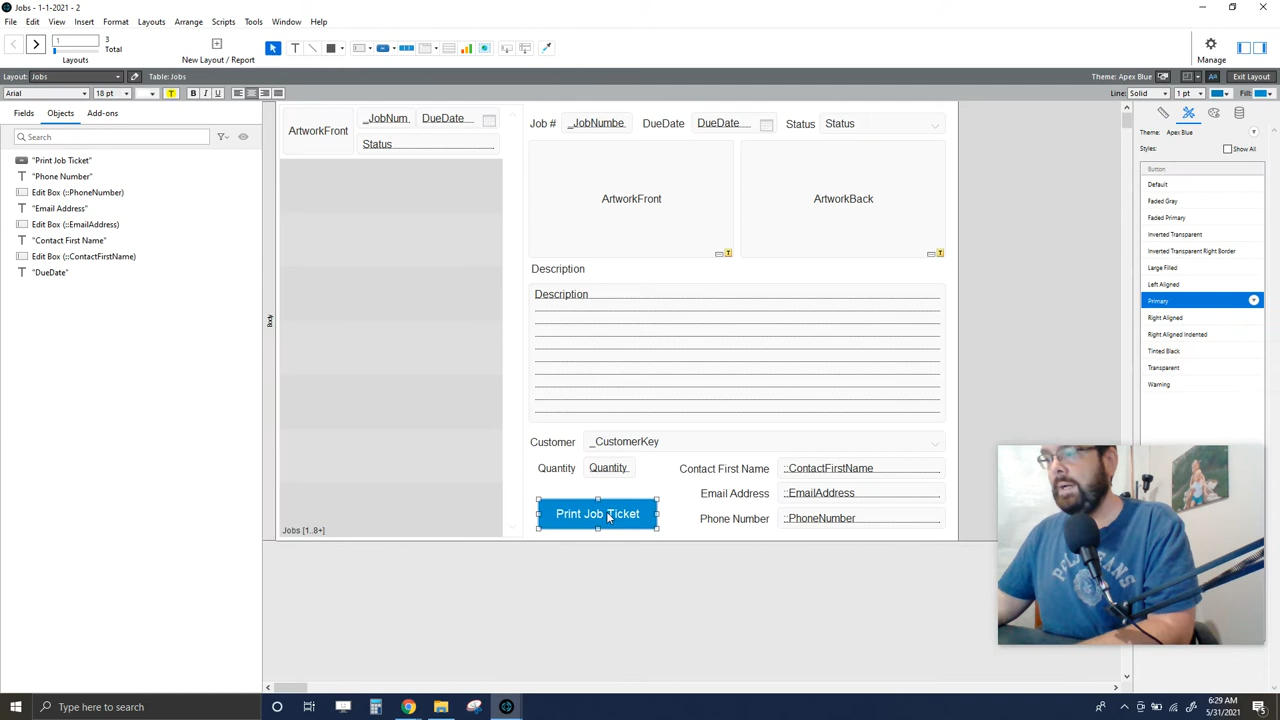 Jobs - 1-1-2021 - 2
File Edit View Insert Format Layouts Arrange Scripts Tools Window Help
1
3
Total
Layouts
New Layout / Report
Manage
Layout: Jobs
Table: Jobs
Theme: Apex Blue
Aa
Exit Layout
Arial
18 pt
T
B I U
Line: Solid
1 pt
Fill:
Fields Objects Add-ons
Search
"Print Job Ticket"
T "Phone Number"
Edit Box (::PhoneNumber)
T "Email Address"
Edit Box (::EmailAddress)
T "Contact First Name"
Edit Box (::ContactFirstName)
T "DueDate"
Body
ArtworkFront
_JobNum
DueDate
Status
Jobs [1..8+]
Job # _JobNumbe DueDate DueDate Status Status
ArtworkFront
ArtworkBack
T
T
Description
Description
Customer _CustomerKey
Quantity Quantity
Contact First Name ::ContactFirstName
Email Address ::EmailAddress
Print Job Ticket
Phone Number ::PhoneNumber
Theme: Apex Blue
Styles:
Show All
Button
Default
Faded Gray
Faded Primary
Inverted Transparent
Inverted Transparent Right Border
Large Filled
Left Aligned
Primary
Right Aligned
Right Aligned Indented
Tinted Black
Transparent
Warning
Type here to search
6:29 AM
5/31/2021